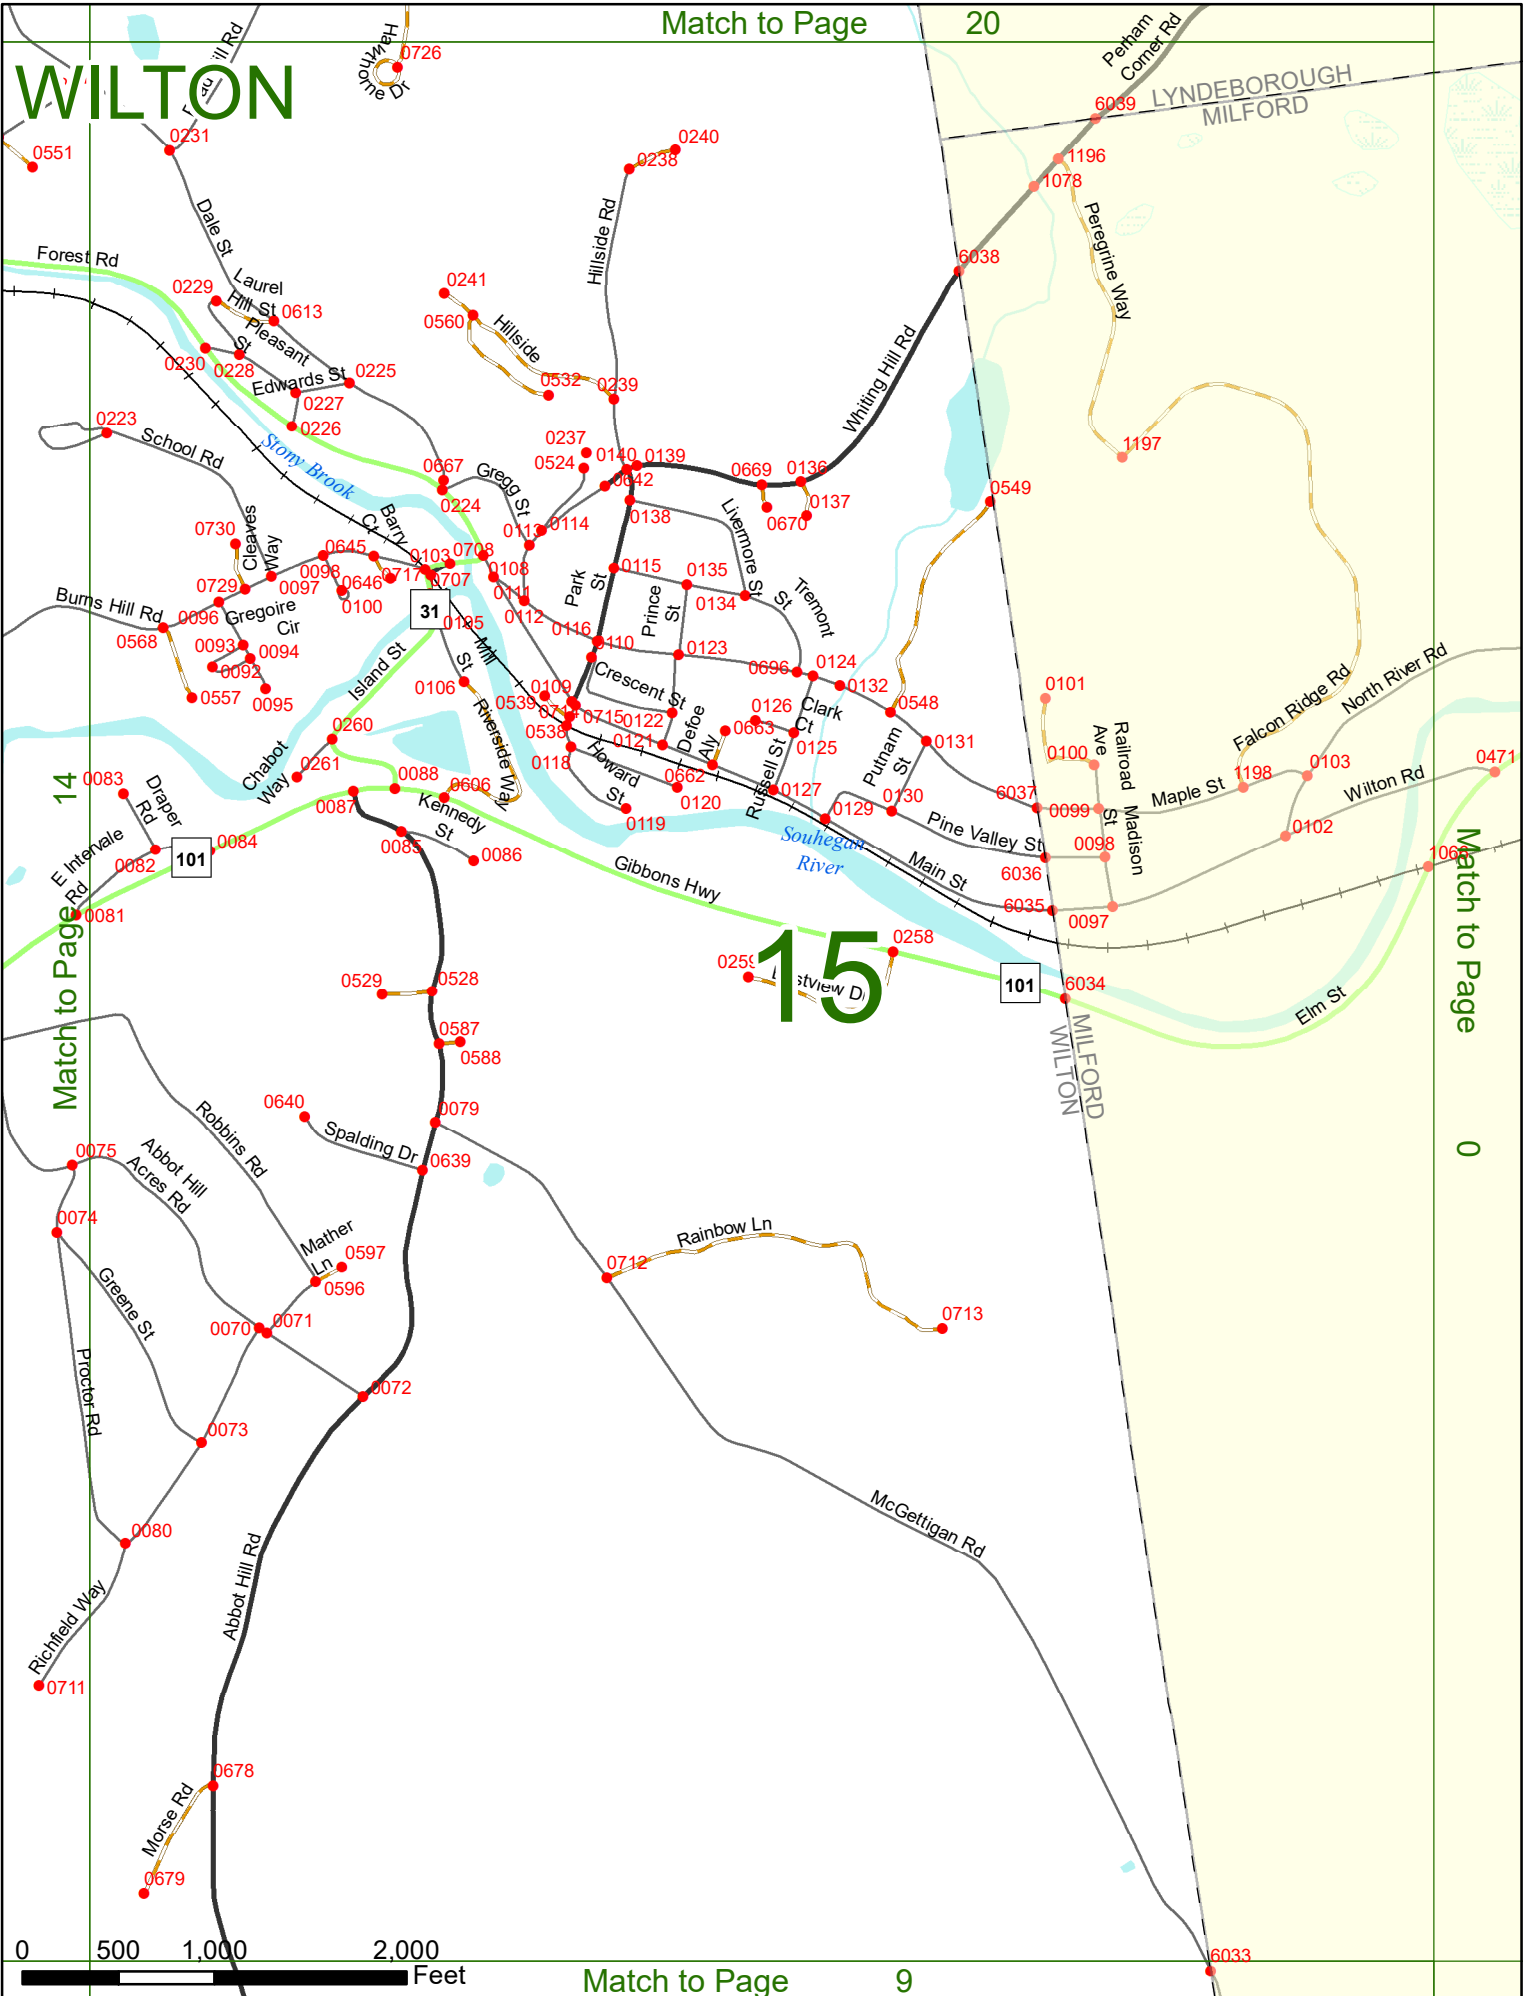 Match to Page 20
WILTON
Hawthorne Dr
0726
Perham
Corner Rd
LYNDEBOROUGH
MILFORD
6039
0231
0551
0240
0238
1196
1078
Dale St
Hillside Rd
Peregrine Way
Forest Rd
6038
Laurel
Hill St
0229
0613
0241
0560
Hillside
Pleasant
St
0230
0228
Edwards St
0225
0227
0226
0532
0239
Whiting Hill Rd
0223
School Rd
Stony Brook
0237
0524
0140
0139
0642
0669
0136
0670
0137
1197
0667
0224
Gregg St
0549
0138
Livermore St
0730
Cleaves
Way
Barry
Ct
0645
0103
0708
0113
0114
0098
0097
0646
0100
0717
0707
0108
0111
0112
0729
0096
Burns Hill Rd
0568
Gregoire
Cir
0093
0094
0092
0095
0557
31
0105
Park
St
0115
0135
0134
Prince
St
Tremont
St
0116
0110
0123
0696
0124
0132
Crescent St
Island St
Mill
St
0106
Riverside Way
0109
0539
0714
0715
0538
0122
0121
Defoe
Aly
0126
0663
Clark
Ct
0125
0548
0131
0101
0260
Chabot
Way
0261
0118
Howard
St
0662
0120
0119
Russell St
0127
0129
Putnam
St
0130
6037
0100
Railroad
Ave
0099
Falcon Ridge Rd
North River Rd
1198
0103
0471
Maple St
Wilton Rd
0102
0083
Draper
Rd
0088
0606
0087
Kennedy
St
0085
0086
E Intervale
Rd
0082
101
0084
0081
Souhegan
River
Main St
Pine Valley St
6036
0098
Madison
St
6035
0097
Gibbons Hwy
Match to Page 14
Match to Page 0
15
0258
101
6034
Elm St
MILFORD
WILTON
0529
0528
0587
0588
0079
0640
Spalding Dr
0639
Robbins Rd
Abbot Hill
Acres Rd
0075
0074
Mather
Ln
0597
0596
Greene St
0070
0071
Rainbow Ln
0712
0713
Proctor Rd
0072
0073
McGettigan Rd
0080
Abbot Hill Rd
Richfield Way
0711
0678
Morse Rd
0679
0 500 1,000 2,000
Feet
Match to Page 9
6033